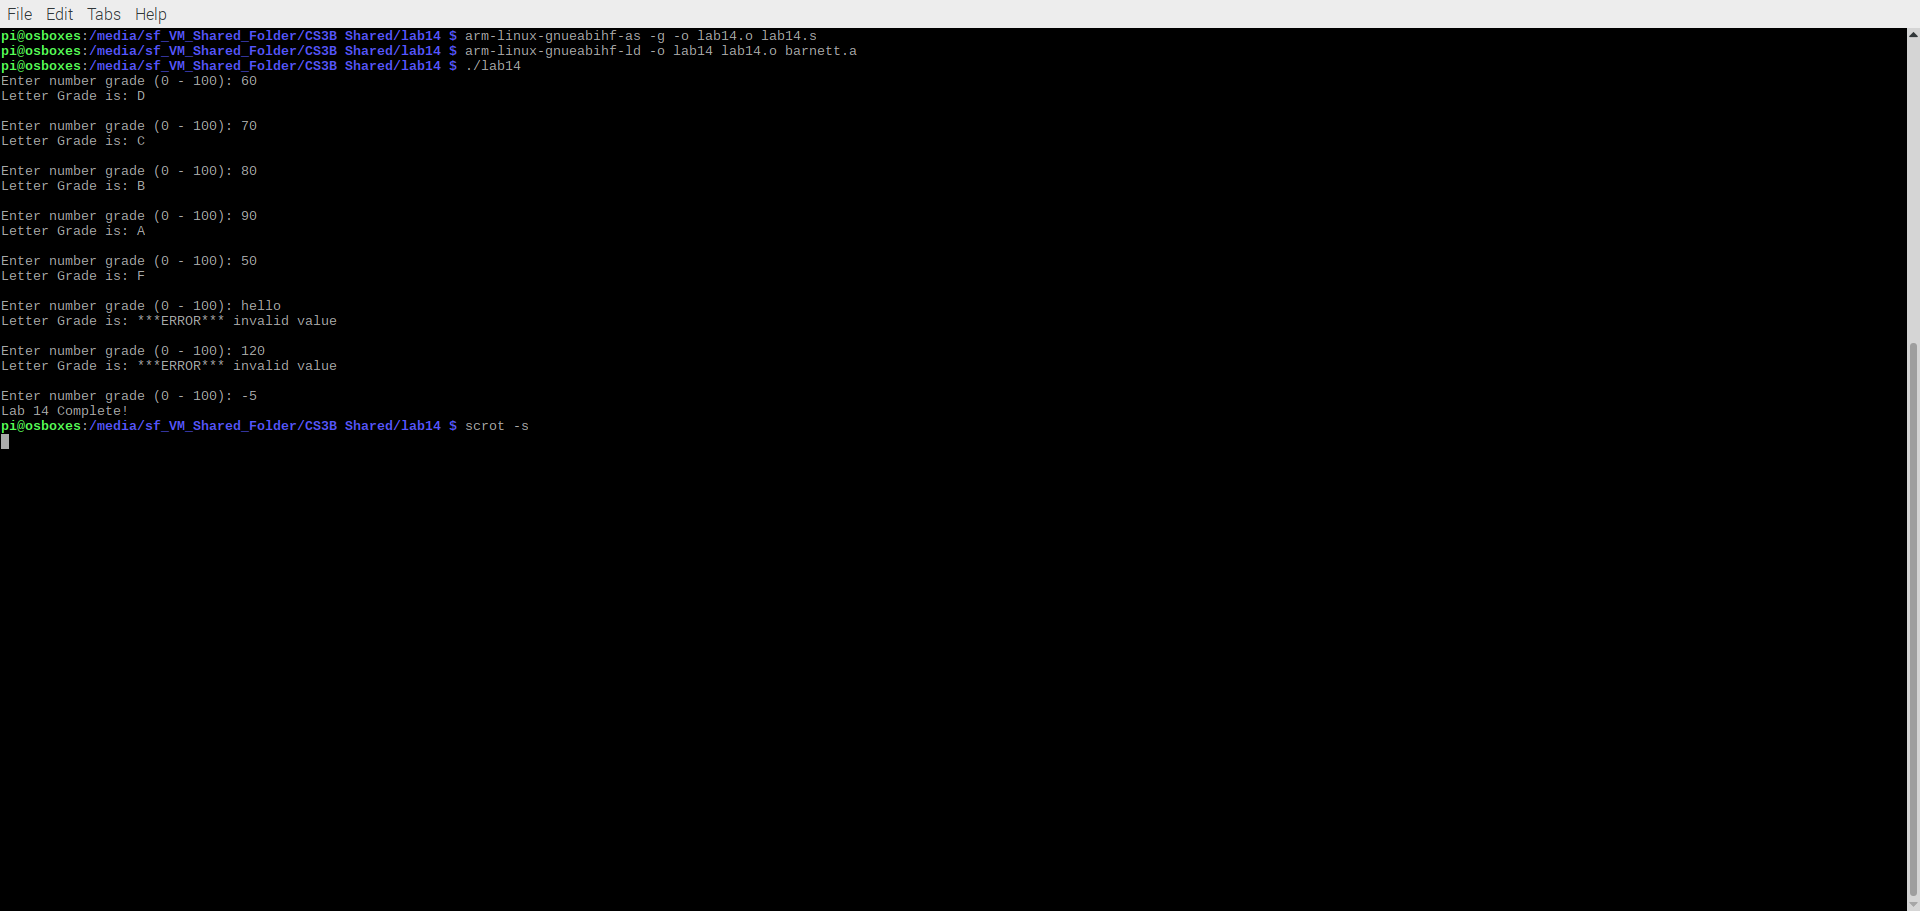 File Edit Tabs Help
pi@osboxes:/media/sf_VM_Shared_Folder/CS3B Shared/lab14 $ arm-linux-gnueabihf-as -g -o lab14.o lab14.s
pi@osboxes:/media/sf_VM_Shared_Folder/CS3B Shared/lab14 $ arm-linux-gnueabihf-ld -o lab14 lab14.o barnett.a
pi@osboxes:/media/sf_VM_Shared_Folder/CS3B Shared/lab14 $ ./lab14
Enter number grade (0 - 100): 60
Letter Grade is: D

Enter number grade (0 - 100): 70
Letter Grade is: C

Enter number grade (0 - 100): 80
Letter Grade is: B

Enter number grade (0 - 100): 90
Letter Grade is: A

Enter number grade (0 - 100): 50
Letter Grade is: F

Enter number grade (0 - 100): hello
Letter Grade is: ***ERROR*** invalid value

Enter number grade (0 - 100): 120
Letter Grade is: ***ERROR*** invalid value

Enter number grade (0 - 100): -5
Lab 14 Complete!
pi@osboxes:/media/sf_VM_Shared_Folder/CS3B Shared/lab14 $ scrot -s